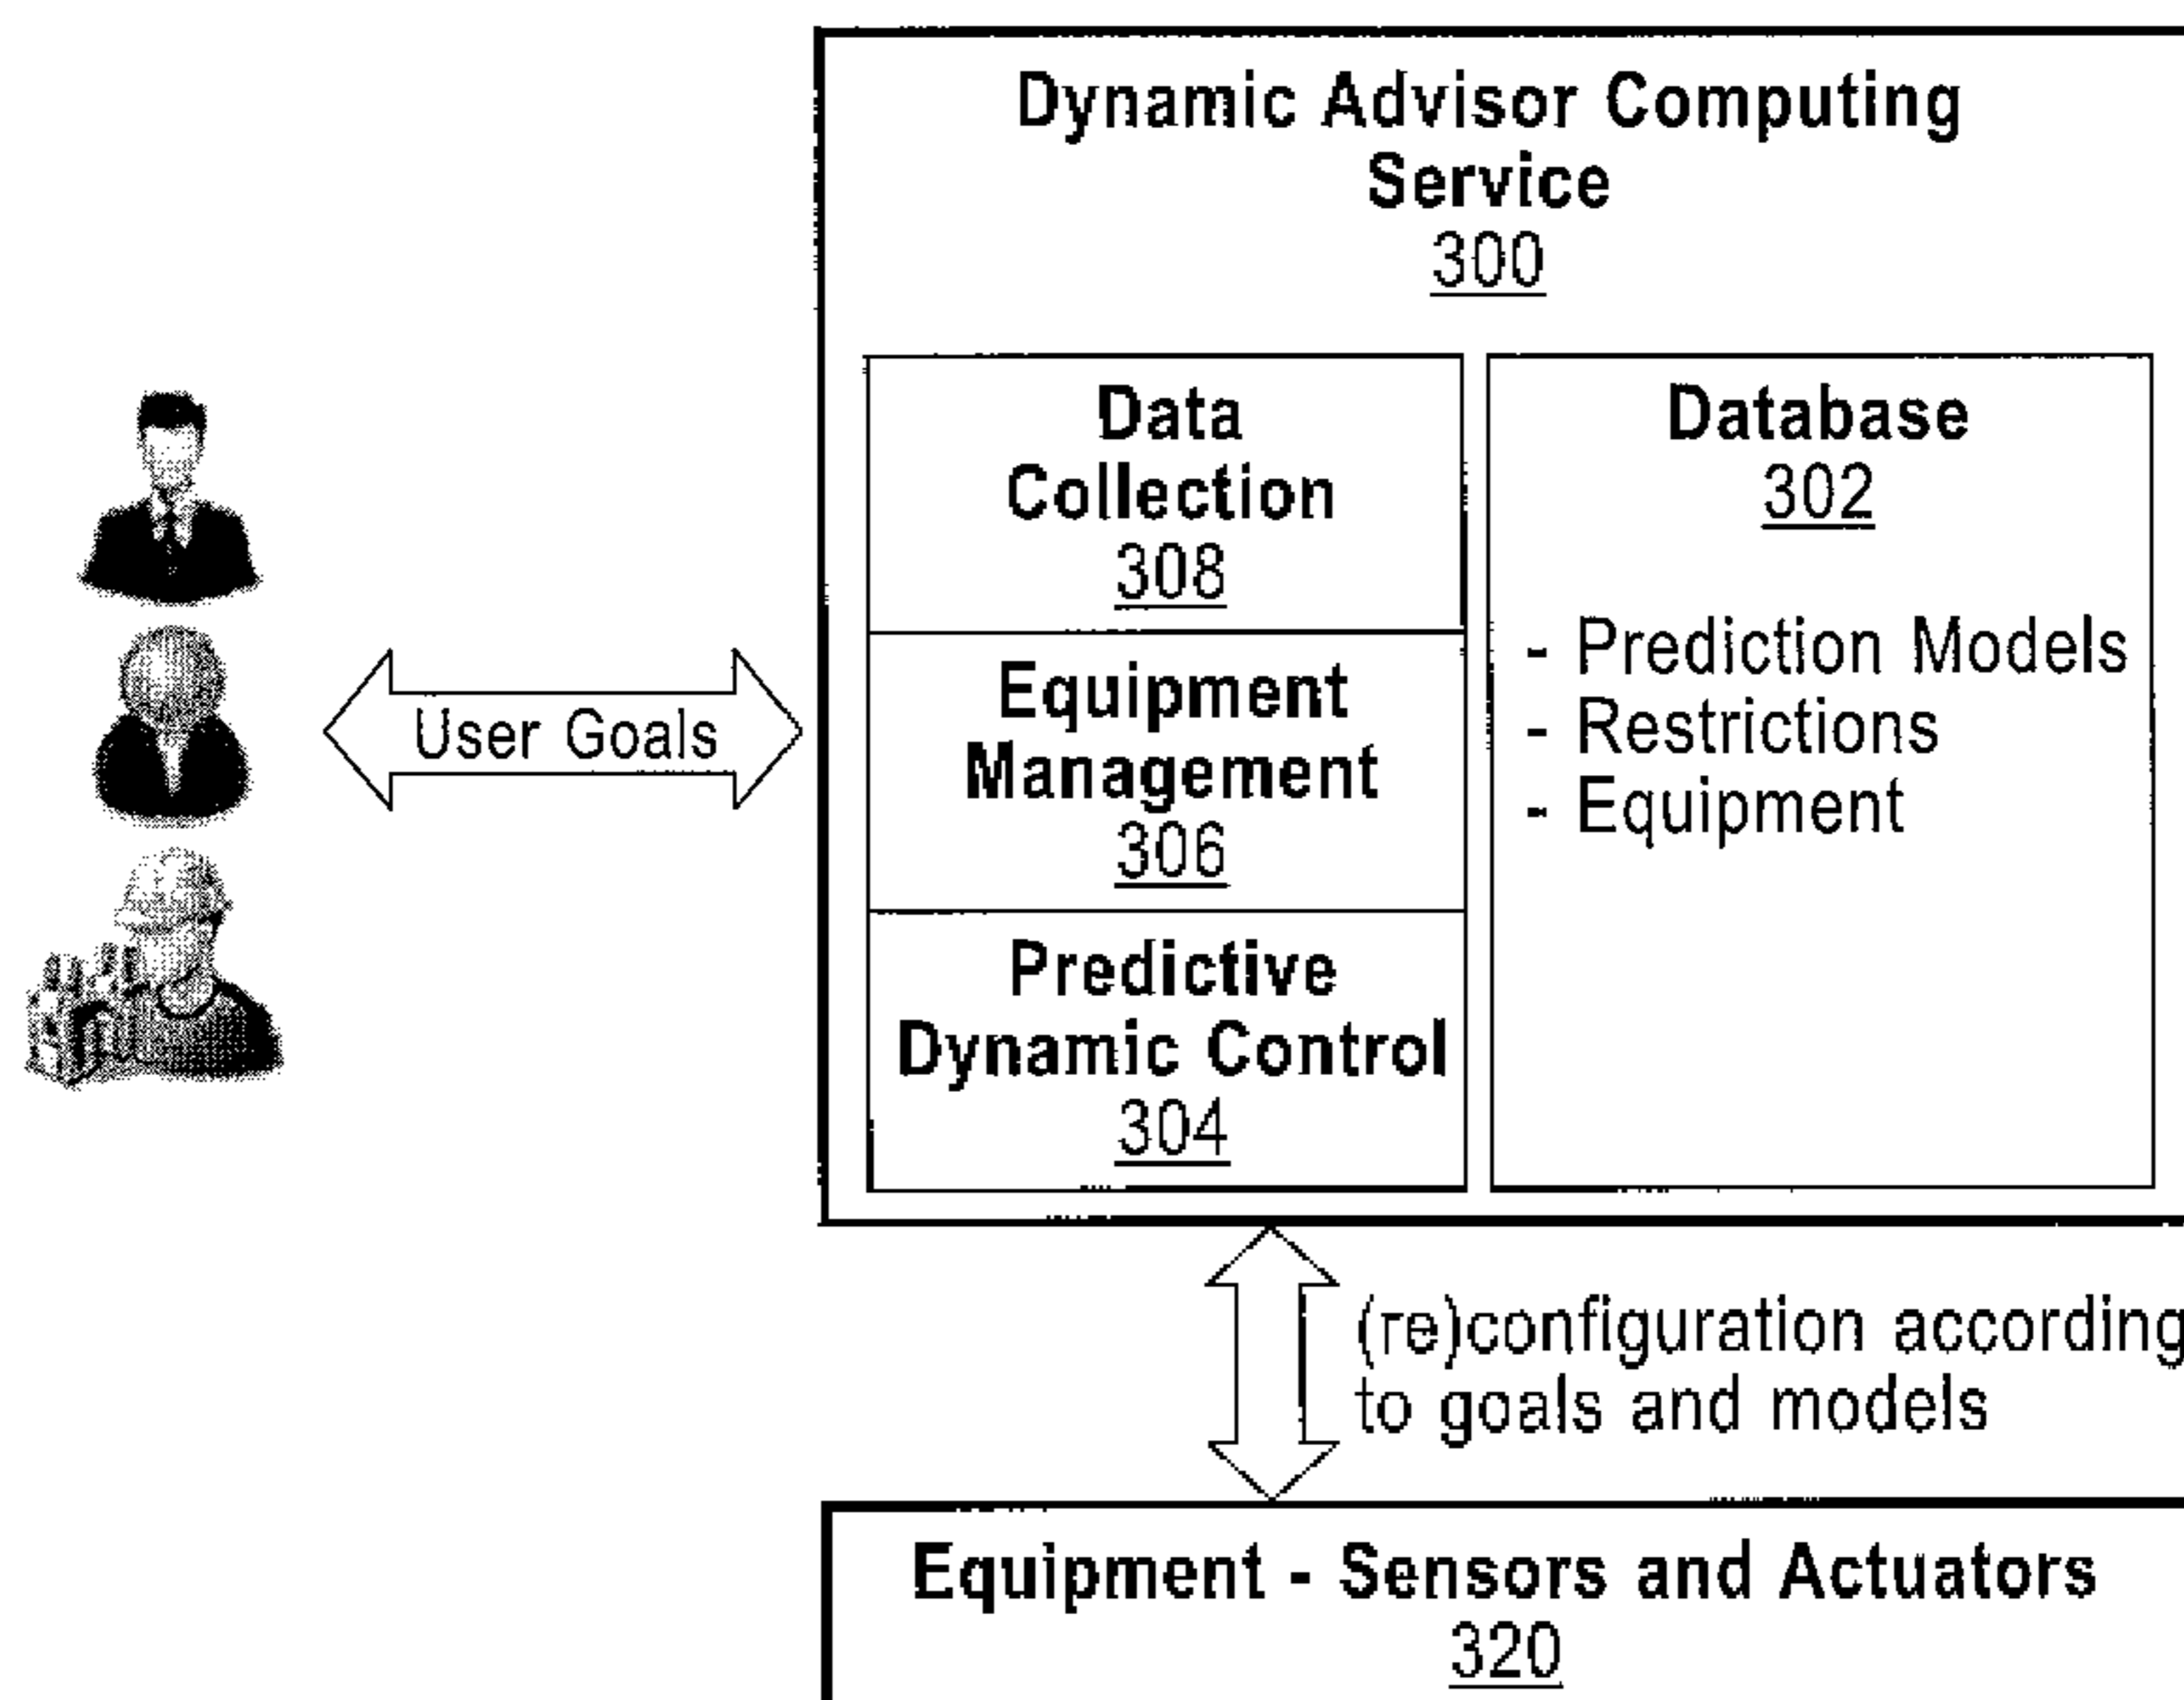 Dynamic Advisor Computing
Service
300
Data
Collection
308
Equipment
Management
306
Predictive
Dynamic Control
304
Database
302
- Prediction Models
- Restrictions
- Equipment
User Goals
(re)configuration according
to goals and models
Equipment - Sensors and Actuators
320